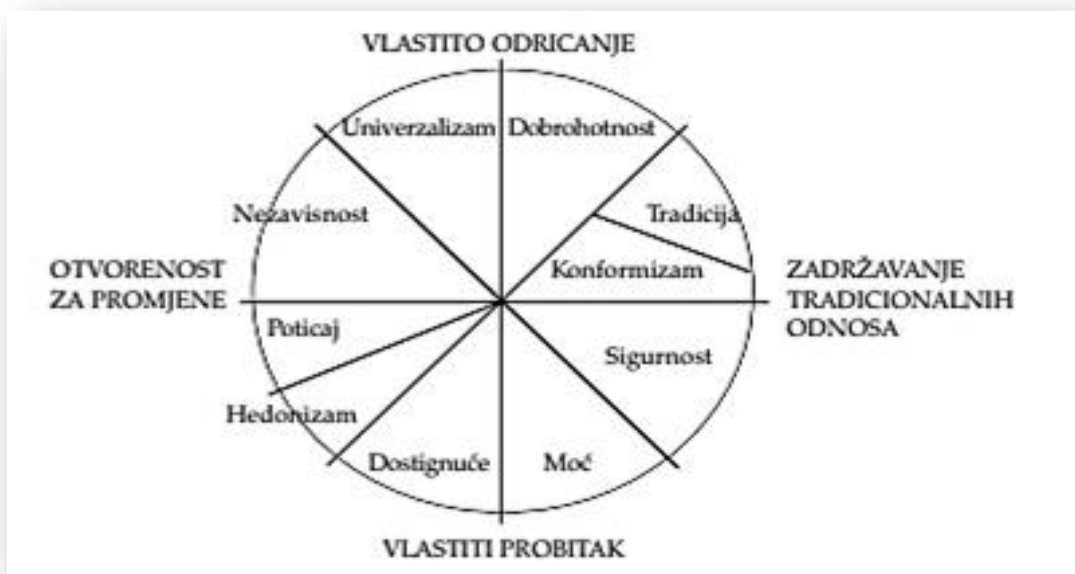 VLASTITO ODRICANJE
Univerzalizam
Dobrohotnost
Nezavisnost
Tradicija
OTVORENOST
ZA PROMJENE
Konformizam
ZADRŽAVANJE
TRADICIONALNIH
ODNOSA
Poticaj
Sigurnost
Hedonizam
Dostignuće
Moć
VLASTITI PROBITAK